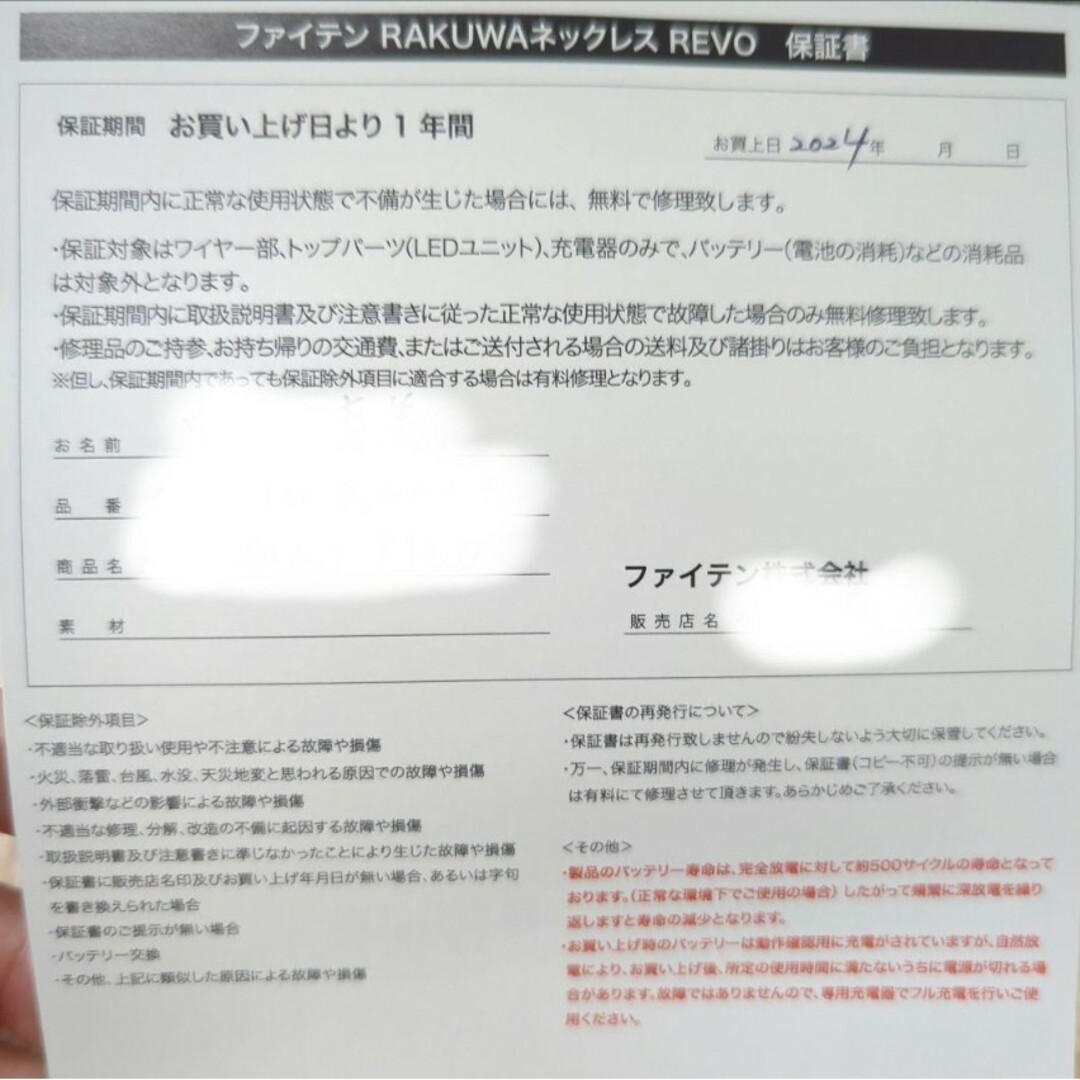 ファイテン RAKUWAネックレス REVO 保証書
保証期間 お買い上げ日より1年間
お買上日 2024年 月 日
保証期間内に正常な使用状態で不備が生じた場合には、無料で修理致します。
・保証対象はワイヤー部、トップパーツ(LEDユニット)、充電器のみで、バッテリー(電池の消耗)などの消耗品
は対象外となります。
・保証期間内に取扱説明書及び注意書きに従った正常な使用状態で故障した場合のみ無料修理致します。
・修理品のご持参、お持ち帰りの交通費、またはご送付される場合の送料及び諸掛りはお客様のご負担となります。
※但し、保証期間内であっても保証除外項目に適合する場合は有料修理となります。
お名前
品番
商品名
素材
ファイテン株式会社
販売店名
<保証除外項目>
・不適当な取り扱い使用や不注意による故障や損傷
・火災、落雷、台風、水没、天災地変と思われる原因での故障や損傷
・外部衝撃などの影響による故障や損傷
・不適当な修理、分解、改造の不備に起因する故障や損傷
・取扱説明書及び注意書きに準じなかったことにより生じた故障や損傷
・保証書に販売店名印及びお買い上げ年月日が無い場合、あるいは字句
を書き換えられた場合
・保証書のご提示が無い場合
・バッテリー交換
・その他、上記に類似した原因による故障や損傷
<保証書の再発行について>
・保証書は再発行致しませんので紛失しないよう大切に保管してください。
・万一、保証期間内に修理が発生し、保証書(コピー不可)の提示が無い場合
は有料にて修理させて頂きます。あらかじめご了承ください。
<その他>
・製品のバッテリー寿命は、完全放電に対して約500サイクルの寿命となって
おります。(正常な環境下でご使用の場合) したがって頻繁に深放電を繰り
返しますと寿命の減少となります。
・お買い上げ時のバッテリーは動作確認用に充電がされていますが、自然放
電により、お買い上げ後、所定の使用時間に満たないうちに電源が切れる場
合があります。故障ではありませんので、専用充電器でフル充電を行いご使
用ください。